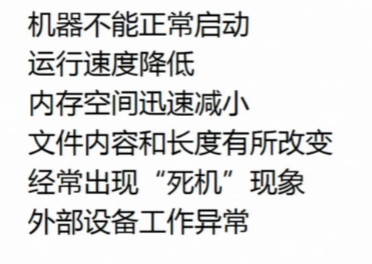 机器不能正常启动
运行速度降低
内存空间迅速减小
文件内容和长度有所改变
经常出现“死机”现象
外部设备工作异常